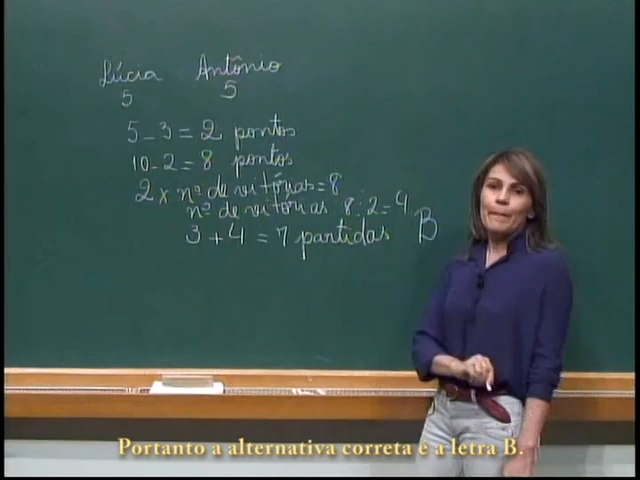 Lúcia Antônio
5 5
5-3=2 pontos
10-2=8 pontos
2 x nº de vitórias=8
nº de vitórias 8:2=4
3+4=7 partidas B
Portanto a alternativa correta é a letra B.